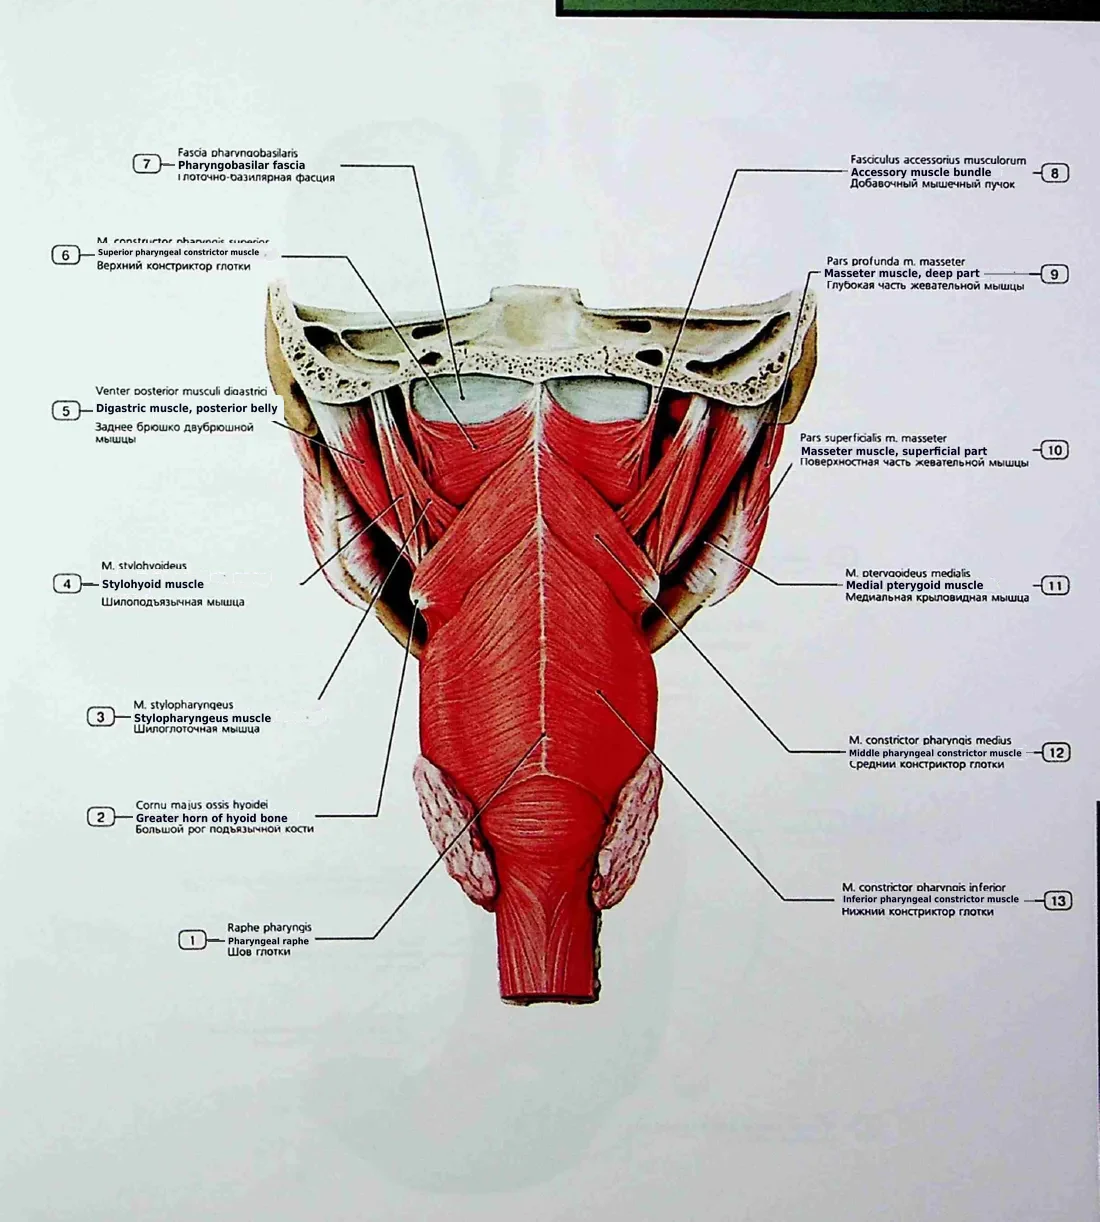 7
Fascia pharyngobasilaris
Pharyngobasilar fascia
Глоточно-базилярная фасция
6
M. constructor pharyngis superior
Superior pharyngeal constrictor muscle
Верхний констриктор глотки
5
Venter posterior musculi digastrici
Digastric muscle, posterior belly
Заднее брюшко двубрюшной
мышцы
4
M. stylohyoideus
Stylohyoid muscle
Шилоподъязычная мышца
3
M. stylopharyngeus
Stylopharyngeus muscle
Шилоглоточная мышца
2
Cornu majus ossis hyoidei
Greater horn of hyoid bone
Большой рог подъязычной кости
1
Raphe pharyngis
Pharyngeal raphe
Шов глотки
Fasciculus accessorius musculorum
Accessory muscle bundle
Добавочный мышечный пучок
8
Pars profunda m. masseter
Masseter muscle, deep part
Глубокая часть жевательной мышцы
9
Pars superficialis m. masseter
Masseter muscle, superficial part
Поверхностная часть жевательной мышцы
10
M. pterygoideus medialis
Medial pterygoid muscle
Медиальная крыловидная мышца
11
M. constrictor pharyngis medius
Middle pharyngeal constrictor muscle
Средний констриктор глотки
12
M. constrictor pharyngis inferior
Inferior pharyngeal constrictor muscle
Нижний констриктор глотки
13